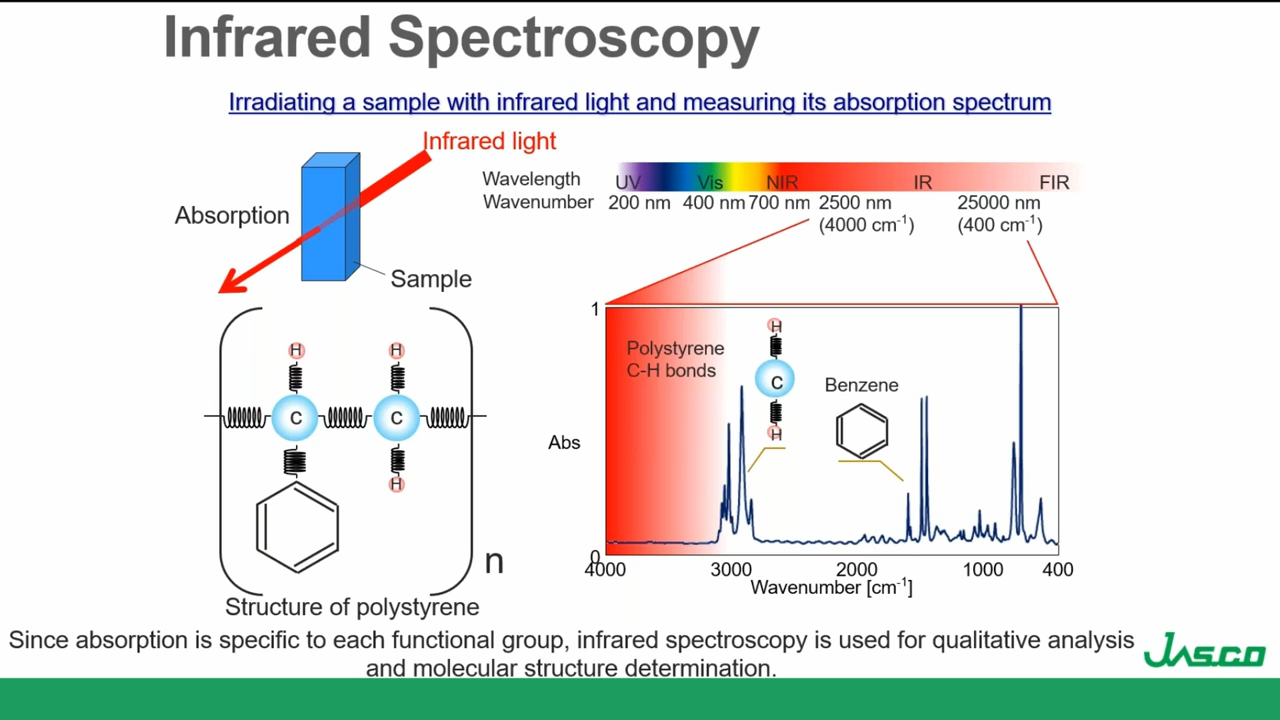 Infrared Spectroscopy
Irradiating a sample with infrared light and measuring its absorption spectrum
Infrared light
Absorption
Sample
Wavelength
Wavenumber
UV Vis NIR IR FIR
200 nm 400 nm 700 nm 2500 nm 25000 nm
(4000 cm⁻¹) (400 cm⁻¹)
H H
C C
H
n
Structure of polystyrene
1
Polystyrene
C-H bonds
H
C
H
Benzene
Abs
0
4000 3000 2000 1000 400
Wavenumber [cm⁻¹]
Since absorption is specific to each functional group, infrared spectroscopy is used for qualitative analysis
and molecular structure determination.
JASCO